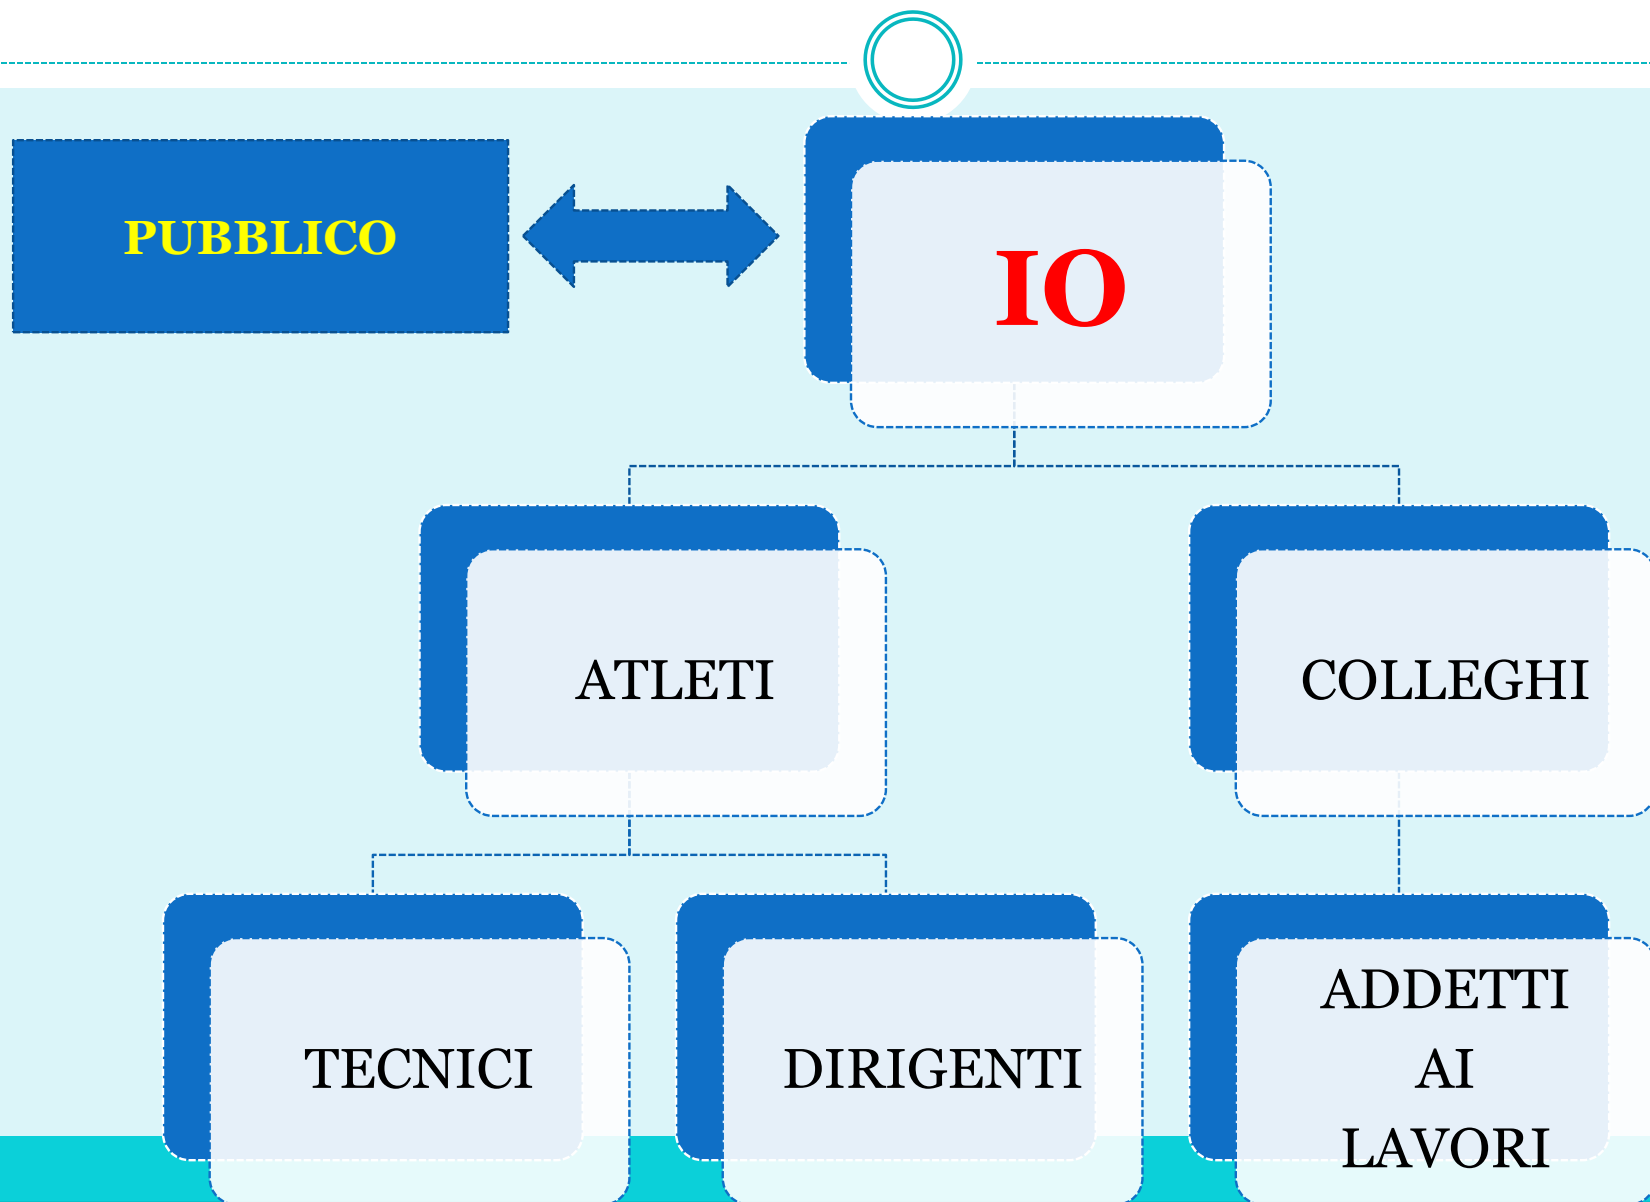 PUBBLICO
IO
ATLETI
COLLEGHI
TECNICI
DIRIGENTI
ADDETTI
AI
LAVORI